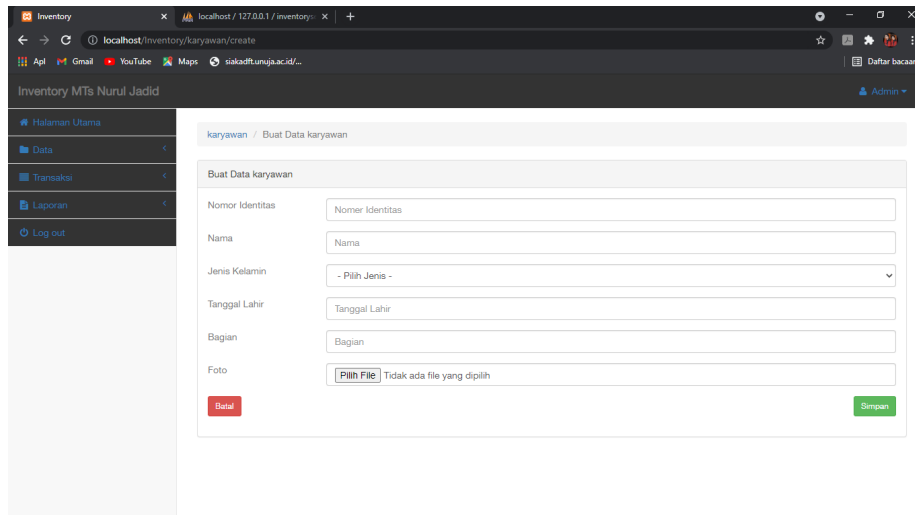 Inventory
localhost / 127.0.0.1 / inventorys
localhost/Inventory/karyawan/create
Apl
Gmail
YouTube
Maps
siakadft.unuja.ac.id/...
Daftar bacaan
Inventory MTs Nurul Jadid
Admin
Halaman Utama
Data
Transaksi
Laporan
Log out
karyawan / Buat Data karyawan
Buat Data karyawan
Nomor Identitas
Nomer Identitas
Nama
Nama
Jenis Kelamin
- Pilih Jenis -
Tanggal Lahir
Tanggal Lahir
Bagian
Bagian
Foto
Pilih File Tidak ada file yang dipilih
Batal
Simpan